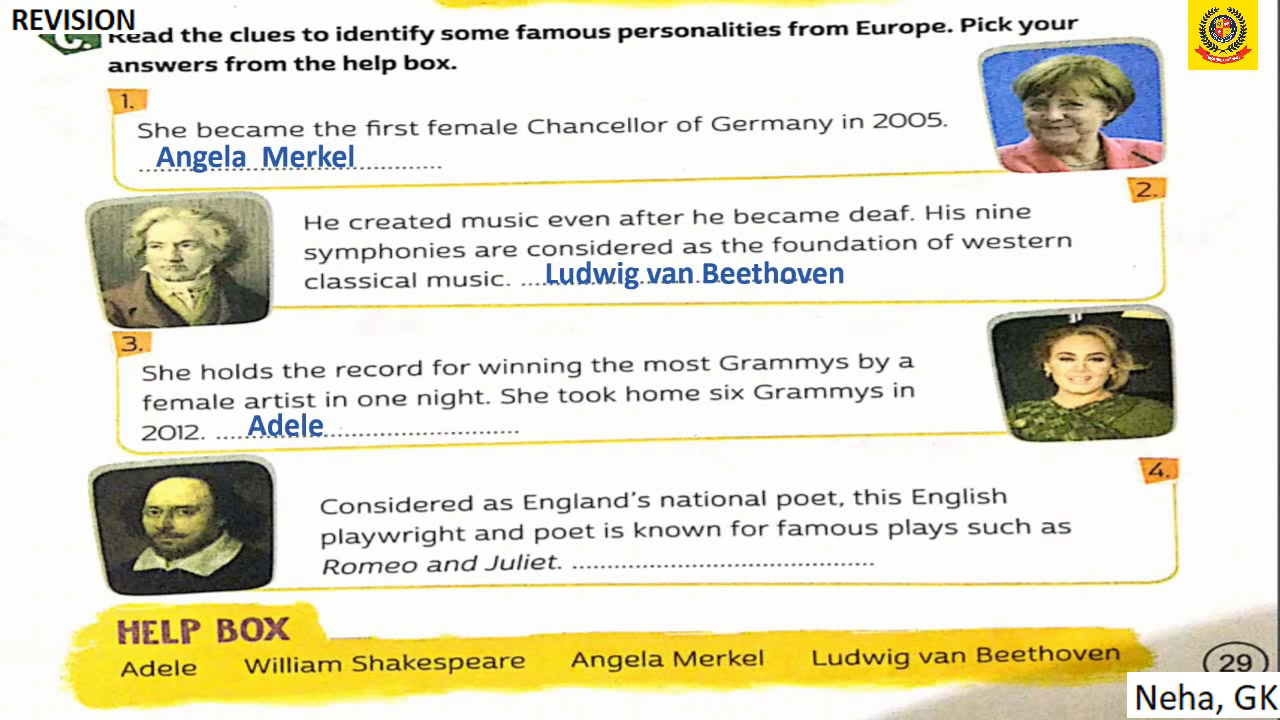 REVISION
C. Read the clues to identify some famous personalities from Europe. Pick your
answers from the help box.
1.
She became the first female Chancellor of Germany in 2005.
Angela Merkel
2.
He created music even after he became deaf. His nine
symphonies are considered as the foundation of western
classical music. .... Ludwig van Beethoven
3.
She holds the record for winning the most Grammys by a
female artist in one night. She took home six Grammys in
2012. .... Adele ....
4.
Considered as England's national poet, this English
playwright and poet is known for famous plays such as
Romeo and Juliet. ........................................
HELP BOX
Adele William Shakespeare Angela Merkel Ludwig van Beethoven
29
Neha, GK